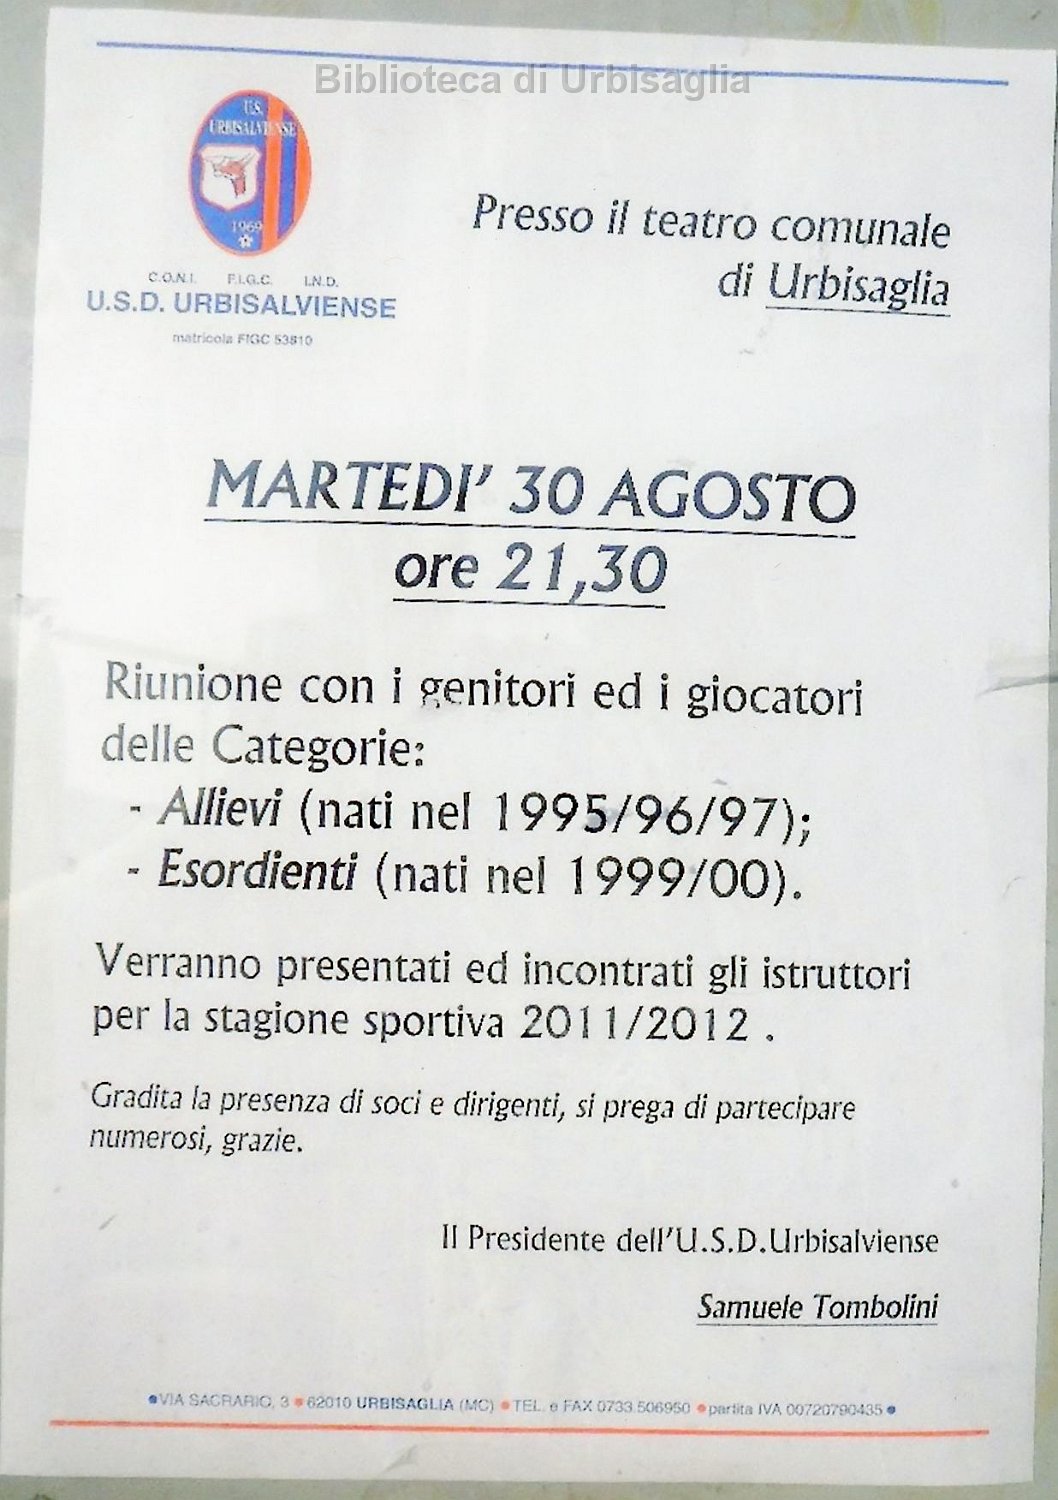 Biblioteca di Urbisaglia
U.S.
URBISALVIENSE
1969
C.O.N.I. F.I.G.C. L.N.D.
U.S.D. URBISALVIENSE
matricola FIGC 53810
Presso il teatro comunale
di Urbisaglia
MARTEDI' 30 AGOSTO
ore 21,30
Riunione con i genitori ed i giocatori
delle Categorie:
- Allievi (nati nel 1995/96/97);
- Esordienti (nati nel 1999/00).
Verranno presentati ed incontrati gli istruttori
per la stagione sportiva 2011/2012 .
Gradita la presenza di soci e dirigenti, si prega di partecipare
numerosi, grazie.
Il Presidente dell'U.S.D.Urbisalviense
Samuele Tombolini
•VIA SACRARIO, 3 •62010 URBISAGLIA (MC) •TEL. e FAX 0733.506950 •partita IVA 00720790435•